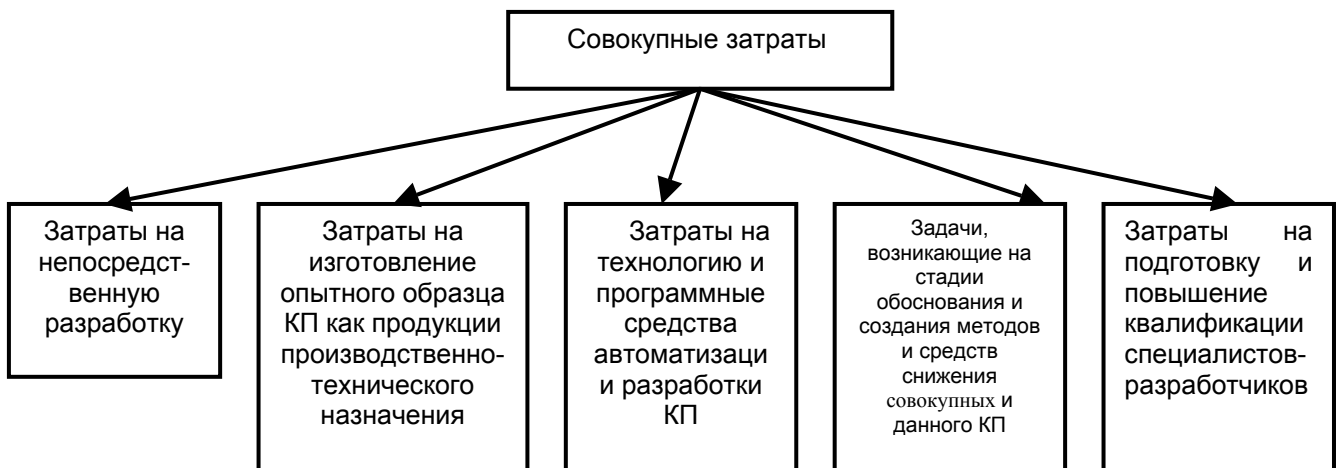 Совокупные затраты
Затраты на
непосредст-
венную
разработку
Затраты на
изготовление
опытного образца
КП как продукции
производственно-
технического
назначения
Затраты на
технологию и
программные
средства
автоматизаци
и разработки
КП
Задачи,
возникающие на
стадии
обоснования и
создания методов
и средств
снижения
совокупных и
данного КП
Затраты на
подготовку и
повышение
квалификации
специалистов-
разработчиков